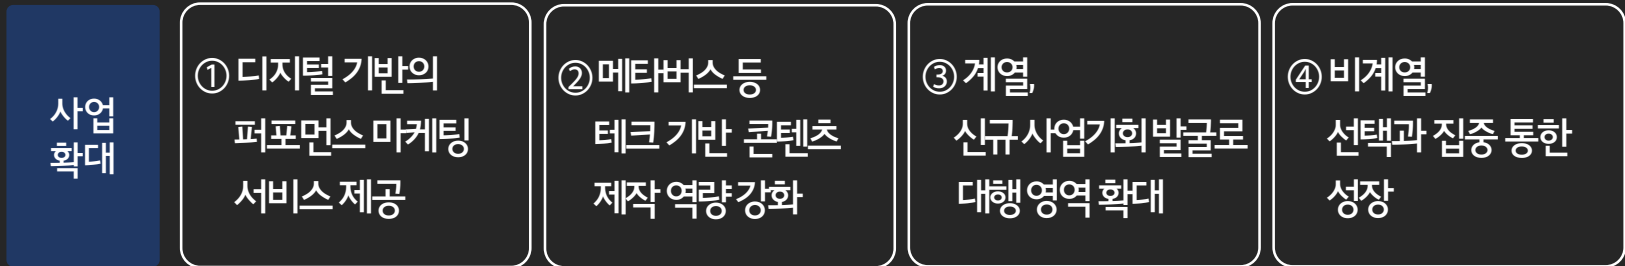 사업
확대
① 디지털 기반의
퍼포먼스 마케팅
서비스 제공
② 메타버스 등
테크 기반 콘텐츠
제작 역량 강화
③ 계열,
신규 사업기회 발굴로
대행 영역 확대
④ 비계열,
선택과 집중 통한
성장